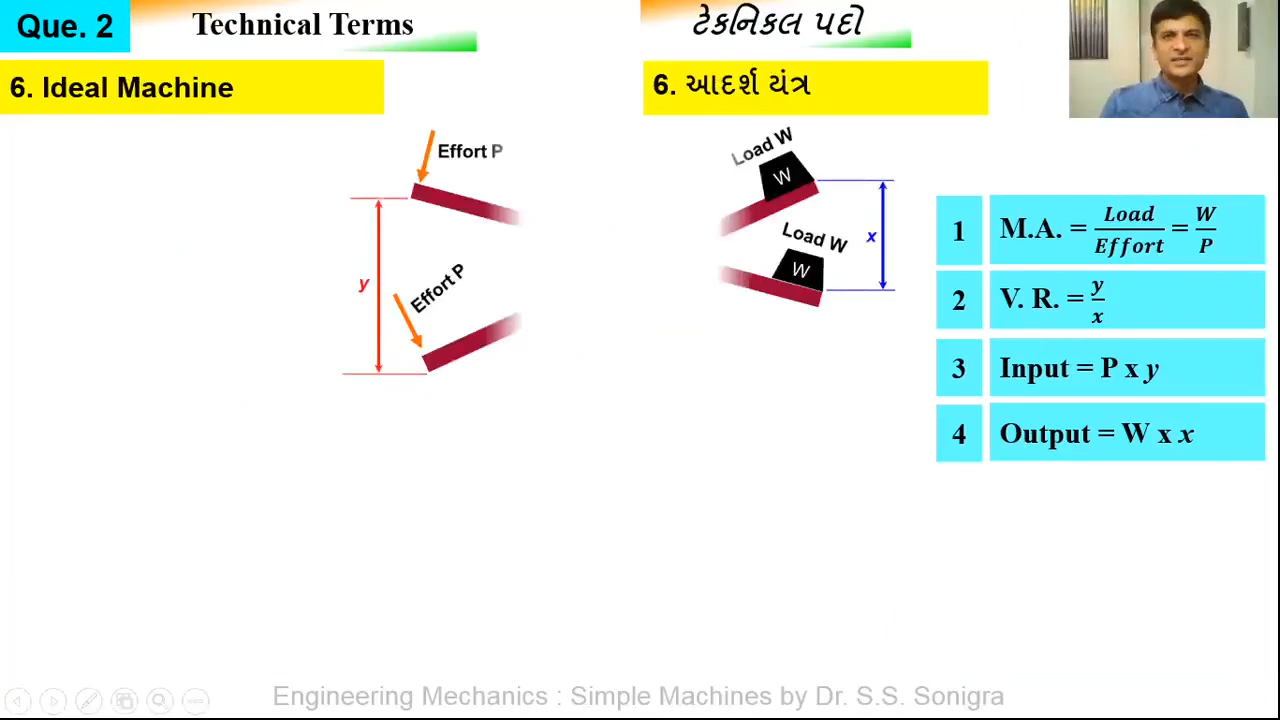 Que. 2
Technical Terms
ટેકનિકલ પદો
6. Ideal Machine
6. આદર્શ યંત્ર
Effort P
Load W
W
y
Effort P
Load W
W
x
1
M.A. = Load/Effort = W/P
2
V. R. = y/x
3
Input = P x y
4
Output = W x x
Engineering Mechanics : Simple Machines by Dr. S.S. Sonigra